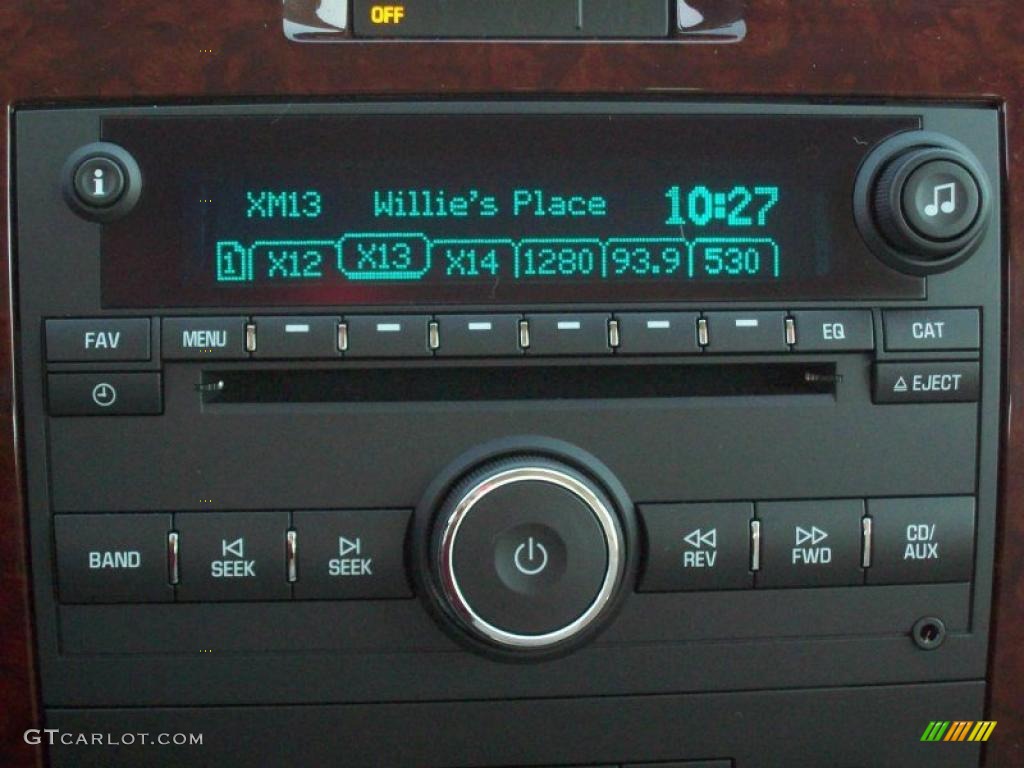 OFF
i
XM13 Willie's Place 10:27
1 X12 X13 X14 1280 93.9 530
FAV MENU EQ CAT
EJECT
BAND SEEK SEEK REV FWD CD/
AUX
GTCARLOT.COM